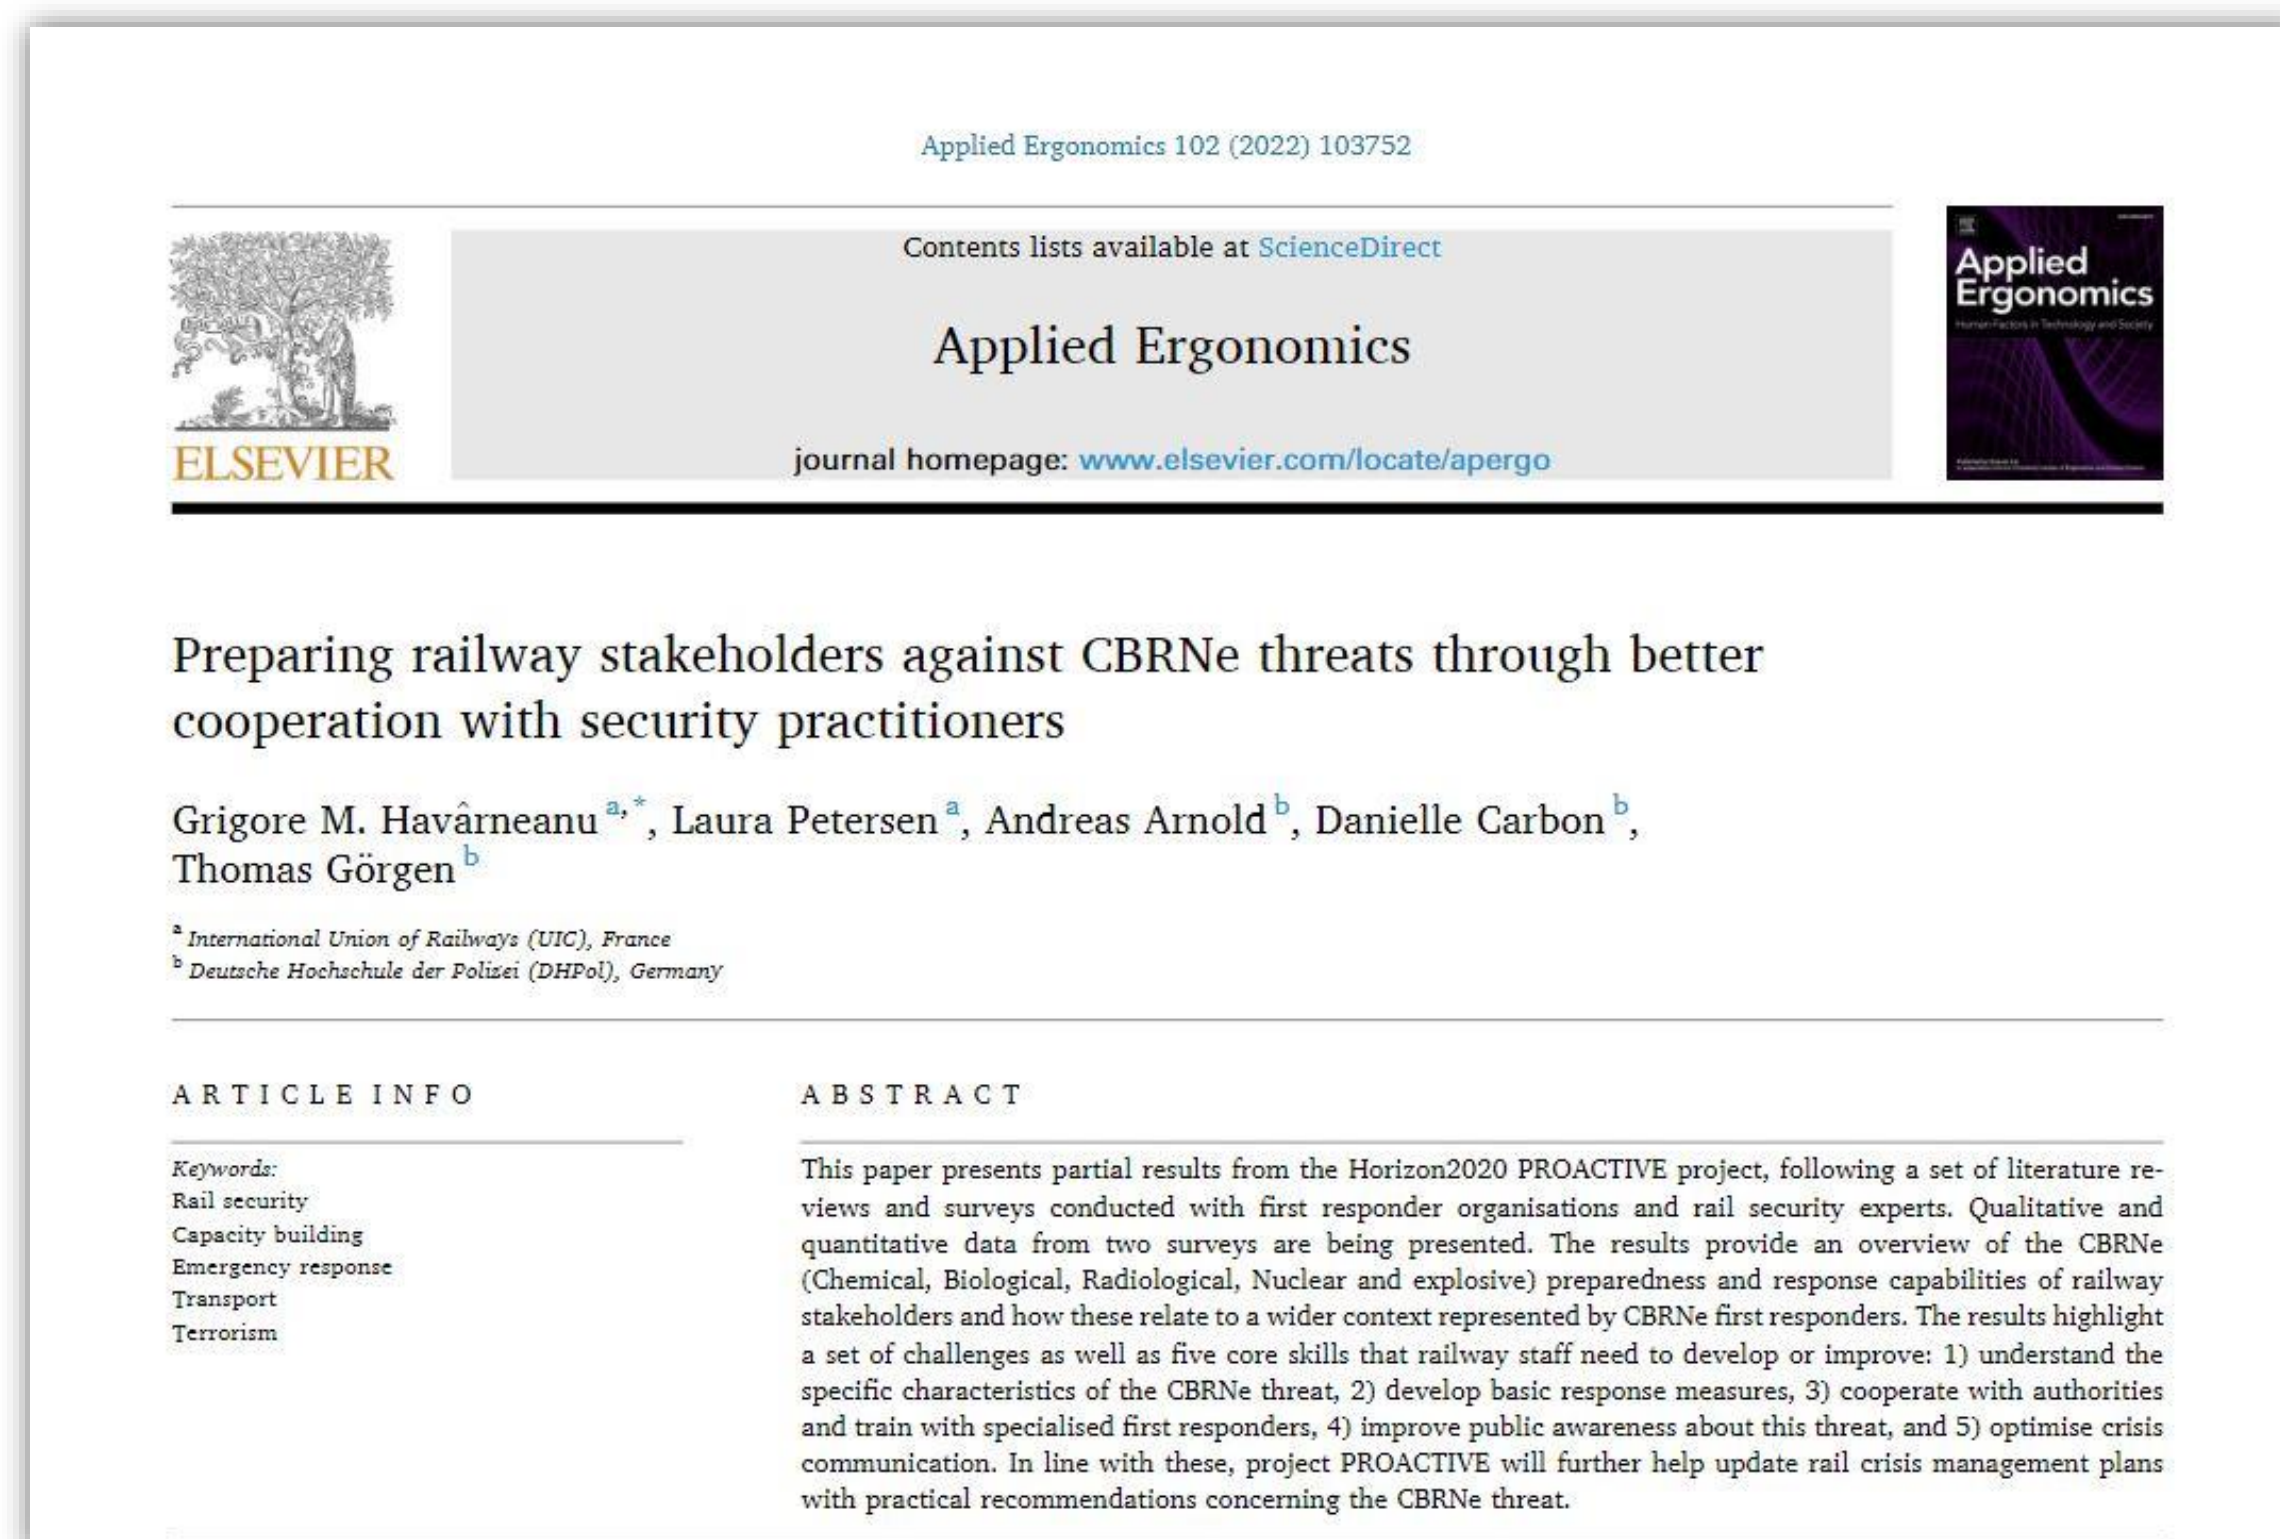 Applied Ergonomics 102 (2022) 103752
Contents lists available at ScienceDirect
Applied Ergonomics
journal homepage: www.elsevier.com/locate/apergo
ELSEVIER
Applied
Ergonomics
Human Factors in Technology and Society
Preparing railway stakeholders against CBRNe threats through better
cooperation with security practitioners
Grigore M. Havârneanu a,*, Laura Petersen a, Andreas Arnold b, Danielle Carbon b,
Thomas Görgen b
a International Union of Railways (UIC), France
b Deutsche Hochschule der Polizei (DHPol), Germany
ARTICLE INFO
Keywords:
Rail security
Capacity building
Emergency response
Transport
Terrorism
ABSTRACT
This paper presents partial results from the Horizon2020 PROACTIVE project, following a set of literature re-
views and surveys conducted with first responder organisations and rail security experts. Qualitative and
quantitative data from two surveys are being presented. The results provide an overview of the CBRNe
(Chemical, Biological, Radiological, Nuclear and explosive) preparedness and response capabilities of railway
stakeholders and how these relate to a wider context represented by CBRNe first responders. The results highlight
a set of challenges as well as five core skills that railway staff need to develop or improve: 1) understand the
specific characteristics of the CBRNe threat, 2) develop basic response measures, 3) cooperate with authorities
and train with specialised first responders, 4) improve public awareness about this threat, and 5) optimise crisis
communication. In line with these, project PROACTIVE will further help update rail crisis management plans
with practical recommendations concerning the CBRNe threat.